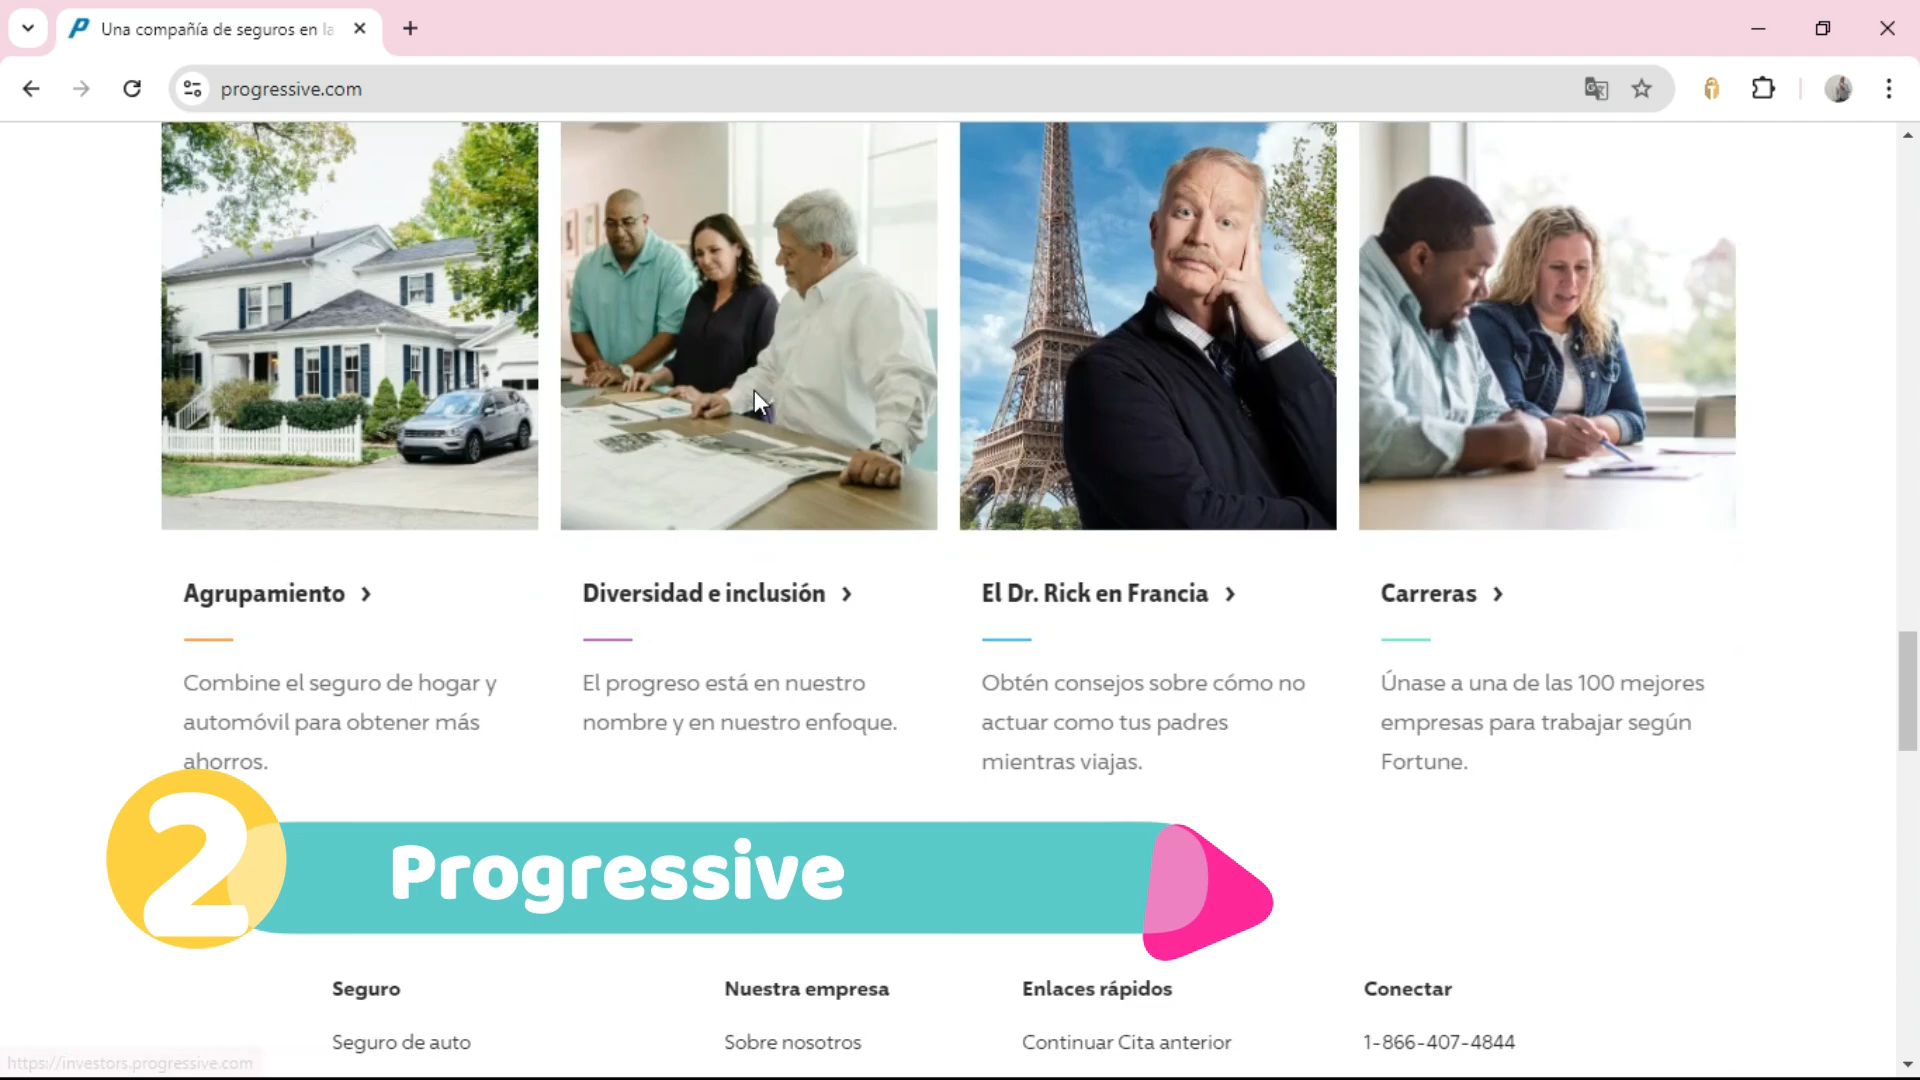 Una compañía de seguros en la
progressive.com
Agrupamiento
Diversidad e inclusión
El Dr. Rick en Francia
Carreras
Combine el seguro de hogar y
automóvil para obtener más
ahorros.
El progreso está en nuestro
nombre y en nuestro enfoque.
Obtén consejos sobre cómo no
actuar como tus padres
mientras viajas.
Únase a una de las 100 mejores
empresas para trabajar según
Fortune.
2
Progressive
Seguro
Nuestra empresa
Enlaces rápidos
Conectar
Seguro de auto
Sobre nosotros
Continuar Cita anterior
1-866-407-4844
https://investors.progressive.com